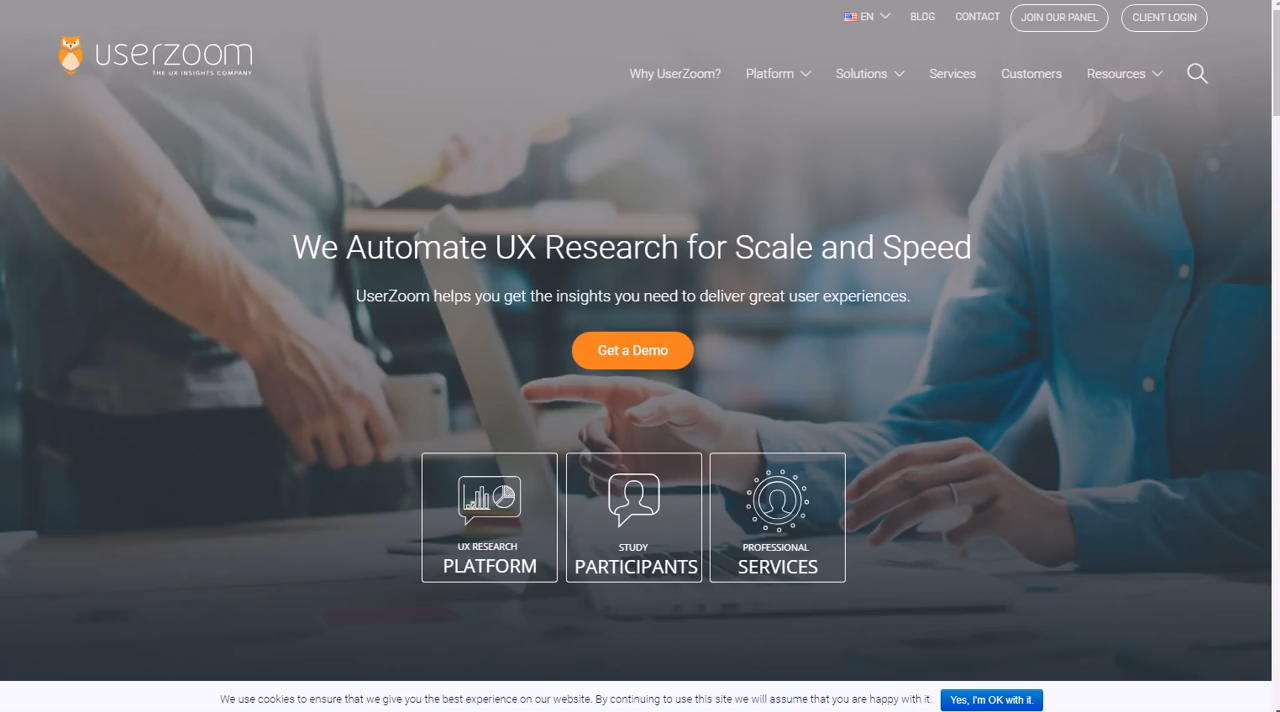 EN
BLOG
CONTACT
JOIN OUR PANEL
CLIENT LOGIN
userzoom
THE UX INSIGHTS COMPANY
Why UserZoom?
Platform
Solutions
Services
Customers
Resources
We Automate UX Research for Scale and Speed
UserZoom helps you get the insights you need to deliver great user experiences.
Get a Demo
UX RESEARCH
PLATFORM
STUDY
PARTICIPANTS
PROFESSIONAL
SERVICES
We use cookies to ensure that we give you the best experience on our website. By continuing to use this site we will assume that you are happy with it.
Yes, I'm OK with it.